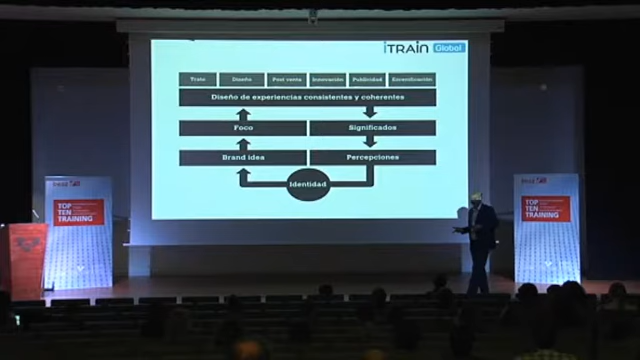 iTRAIN Global
Trato Diseño Post venta Innovación Publicidad Escenificación
Diseño de experiencias consistentes y coherentes
Foco Significados
Brand idea Percepciones
Identidad
TOP
TEN
TRAINING
TOP
TEN
TRAINING